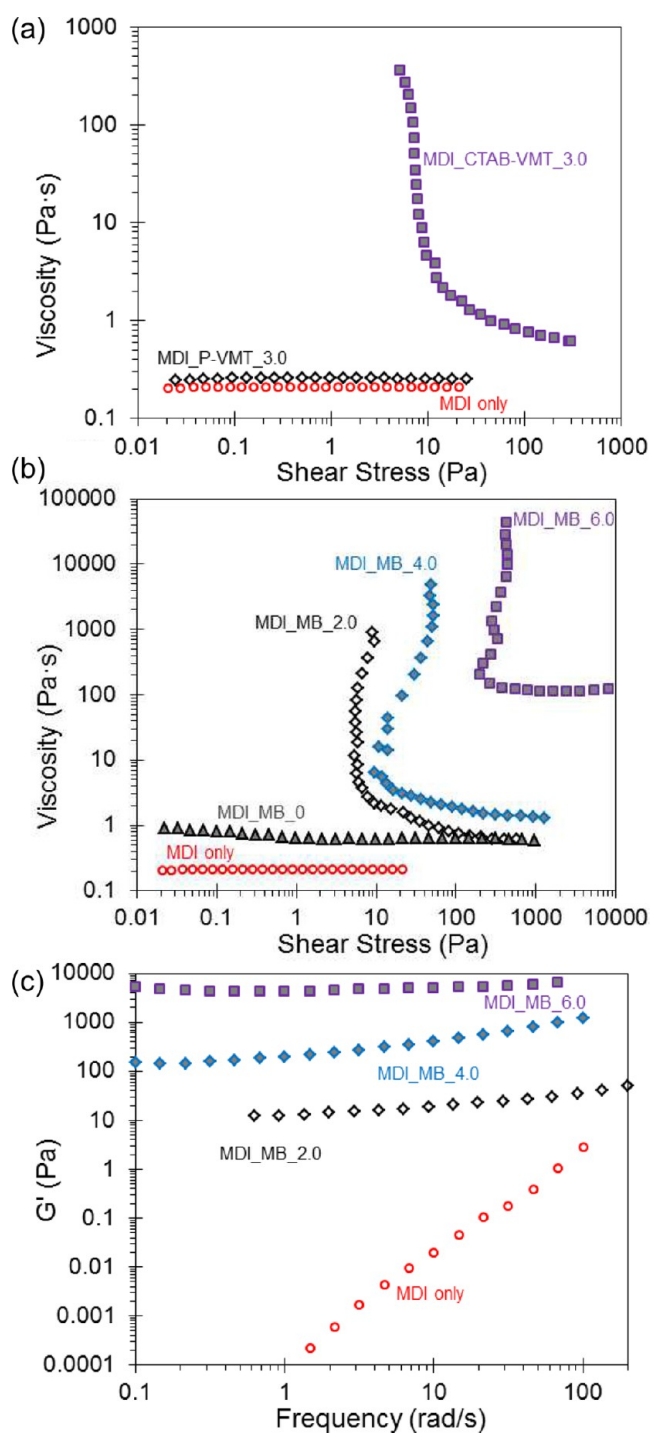 (a)
1000
100
10
1
0.1
Viscosity (Pa·s)
MDI_CTAB-VMT_3.0
MDI_P-VMT_3.0
MDI only
0.01 0.1 1 10 100 1000
Shear Stress (Pa)
(b)
100000
10000
1000
100
10
1
0.1
Viscosity (Pa·s)
MDI_MB_6.0
MDI_MB_4.0
MDI_MB_2.0
MDI_MB_0
MDI only
0.01 0.1 1 10 100 1000 10000
Shear Stress (Pa)
(c)
10000
1000
100
10
1
0.1
0.01
0.001
0.0001
G' (Pa)
MDI_MB_6.0
MDI_MB_4.0
MDI_MB_2.0
MDI only
0.1 1 10 100
Frequency (rad/s)